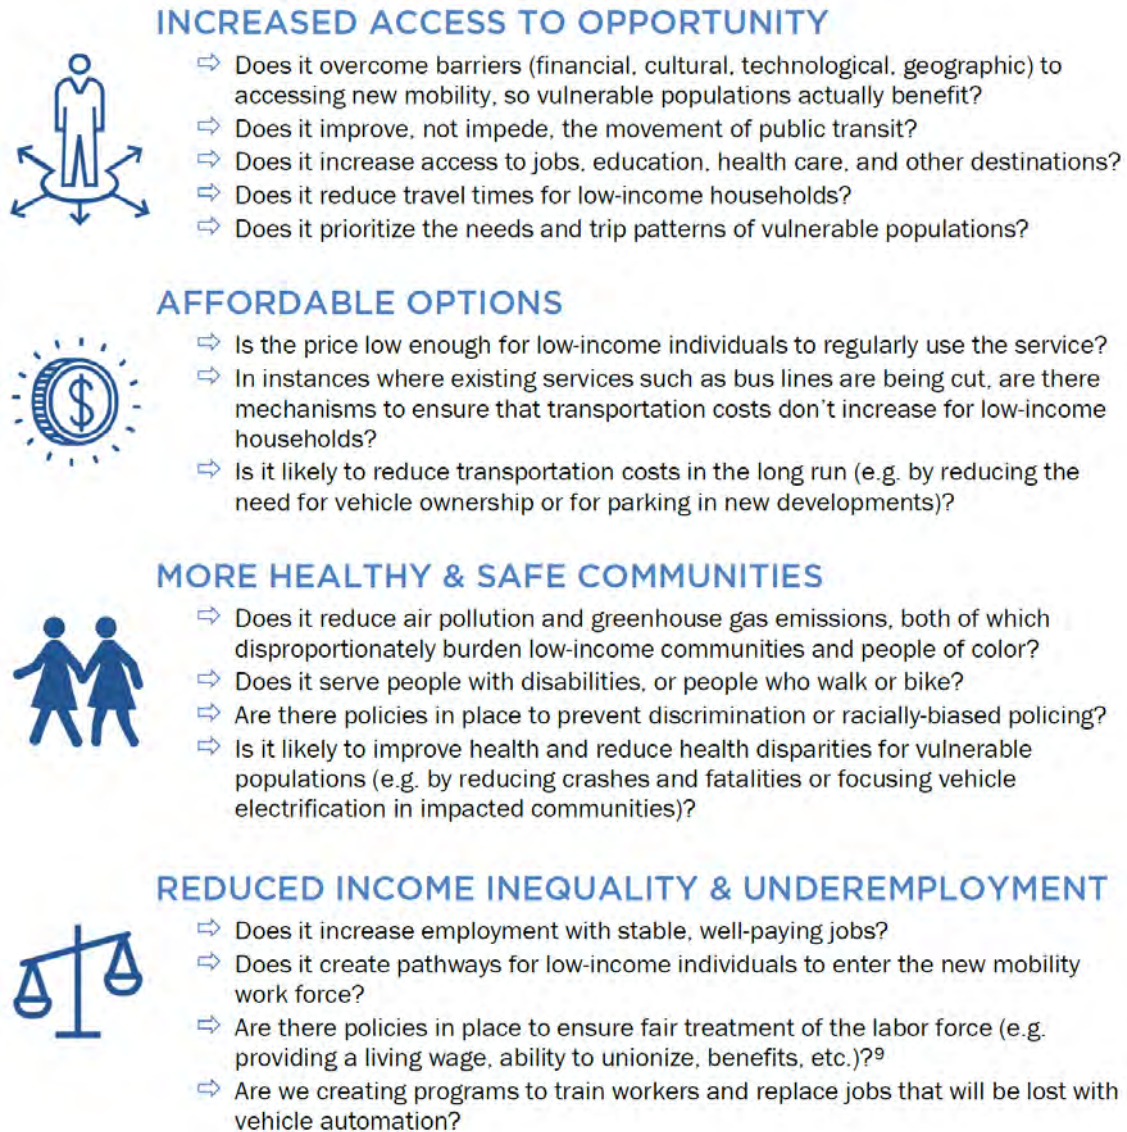 INCREASED ACCESS TO OPPORTUNITY
⇨ Does it overcome barriers (financial, cultural, technological, geographic) to
accessing new mobility, so vulnerable populations actually benefit?
⇨ Does it improve, not impede, the movement of public transit?
⇨ Does it increase access to jobs, education, health care, and other destinations?
⇨ Does it reduce travel times for low-income households?
⇨ Does it prioritize the needs and trip patterns of vulnerable populations?
AFFORDABLE OPTIONS
$
⇨ Is the price low enough for low-income individuals to regularly use the service?
⇨ In instances where existing services such as bus lines are being cut, are there
mechanisms to ensure that transportation costs don't increase for low-income
households?
⇨ Is it likely to reduce transportation costs in the long run (e.g. by reducing the
need for vehicle ownership or for parking in new developments)?
MORE HEALTHY & SAFE COMMUNITIES
⇨ Does it reduce air pollution and greenhouse gas emissions, both of which
disproportionately burden low-income communities and people of color?
⇨ Does it serve people with disabilities, or people who walk or bike?
⇨ Are there policies in place to prevent discrimination or racially-biased policing?
⇨ Is it likely to improve health and reduce health disparities for vulnerable
populations (e.g. by reducing crashes and fatalities or focusing vehicle
electrification in impacted communities)?
REDUCED INCOME INEQUALITY & UNDEREMPLOYMENT
⇨ Does it increase employment with stable, well-paying jobs?
⇨ Does it create pathways for low-income individuals to enter the new mobility
work force?
⇨ Are there policies in place to ensure fair treatment of the labor force (e.g.
providing a living wage, ability to unionize, benefits, etc.)?⁹
⇨ Are we creating programs to train workers and replace jobs that will be lost with
vehicle automation?